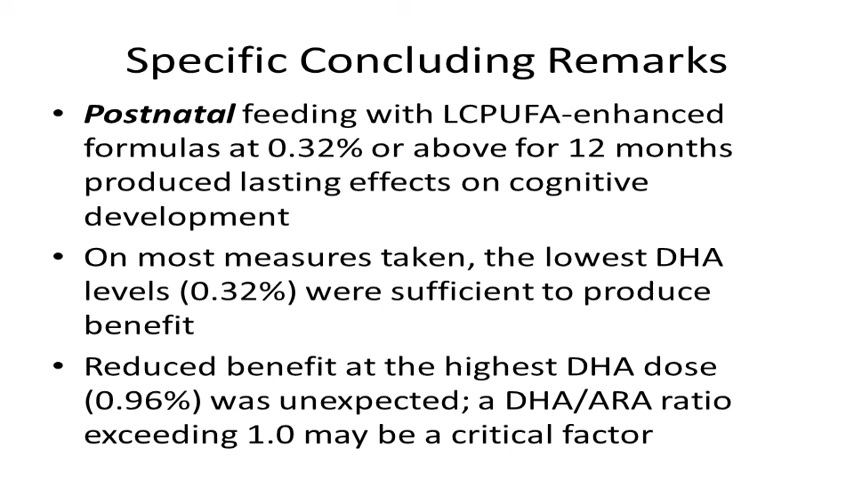 Specific Concluding Remarks
• Postnatal feeding with LCPUFA-enhanced
formulas at 0.32% or above for 12 months
produced lasting effects on cognitive
development
• On most measures taken, the lowest DHA
levels (0.32%) were sufficient to produce
benefit
• Reduced benefit at the highest DHA dose
(0.96%) was unexpected; a DHA/ARA ratio
exceeding 1.0 may be a critical factor